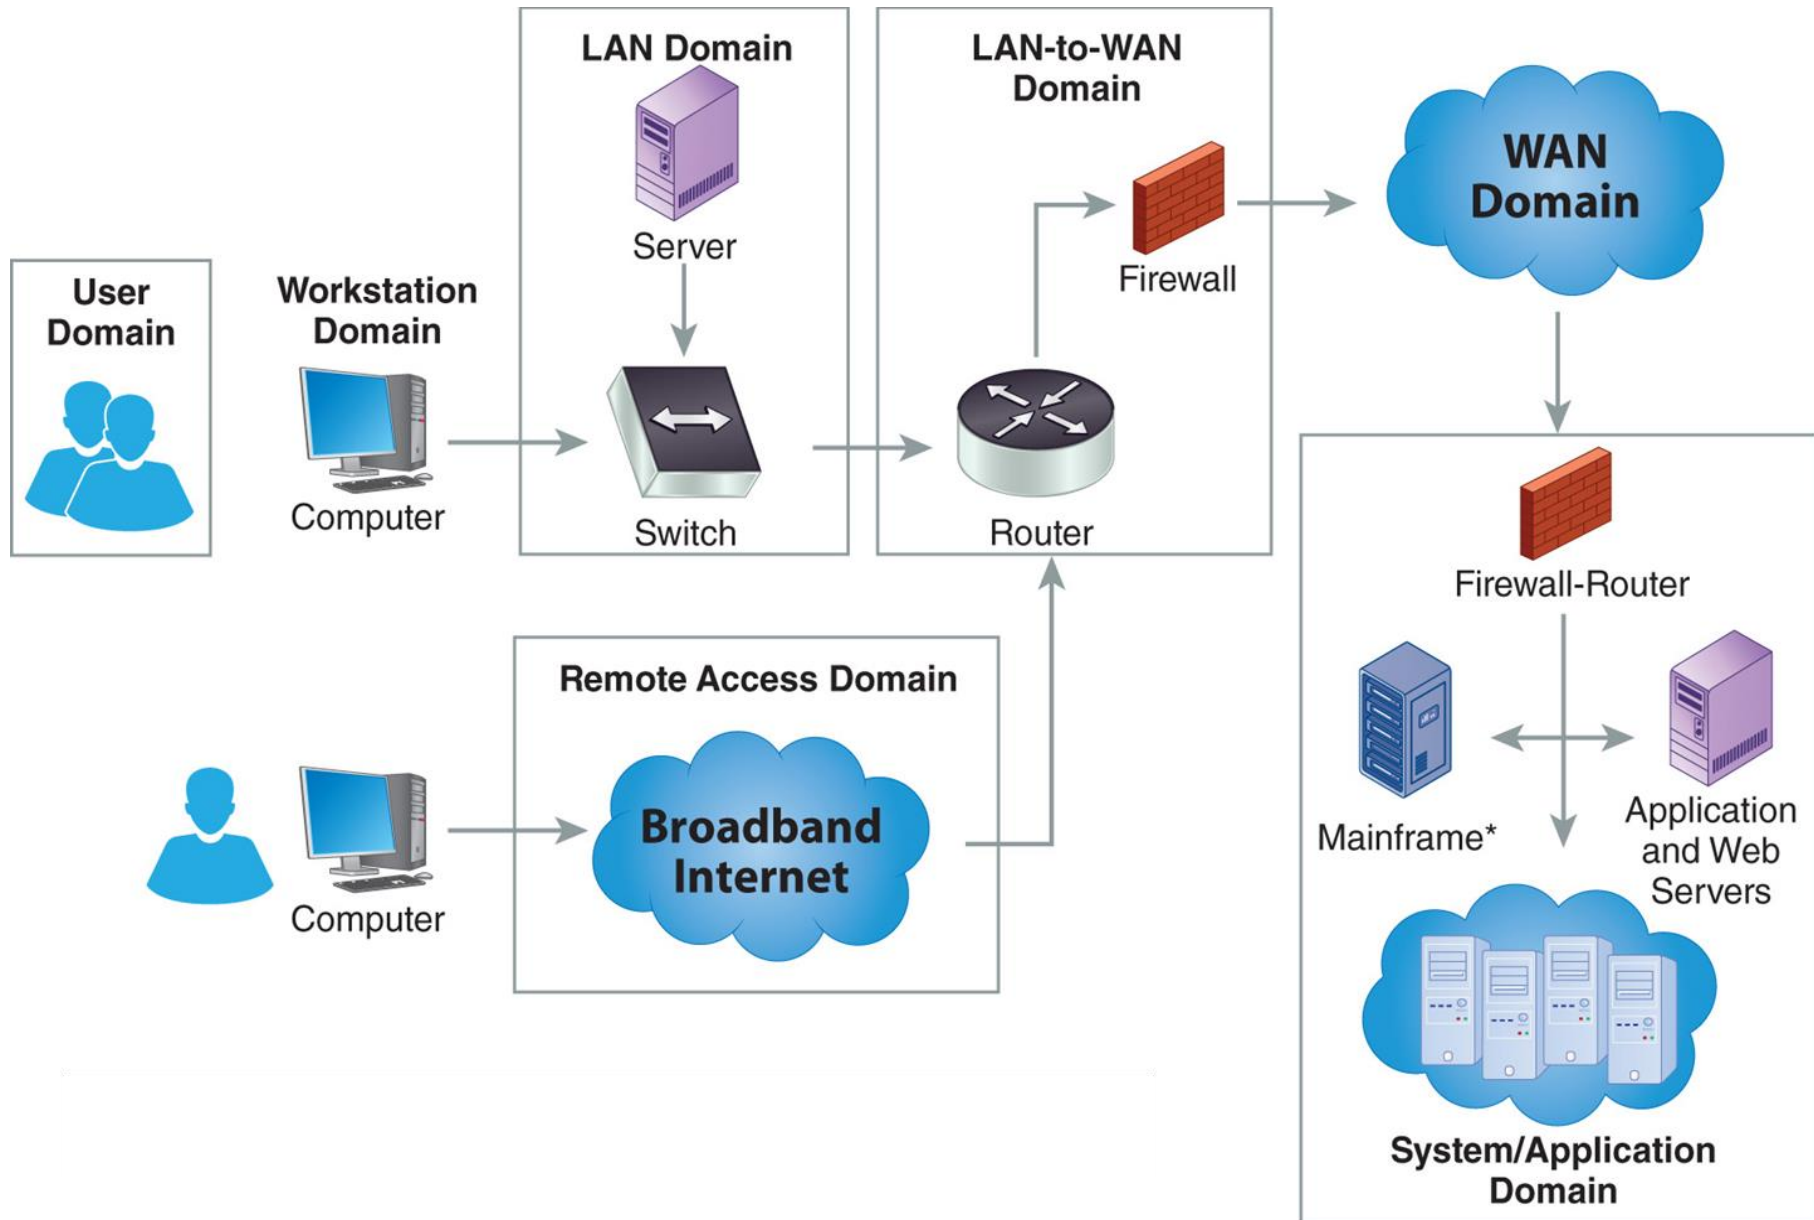 LAN Domain
Server
Switch
LAN-to-WAN
Domain
Firewall
Router
WAN
Domain
User
Domain
Workstation
Domain
Computer
Remote Access Domain
Broadband
Internet
Computer
Firewall-Router
Mainframe*
Application
and Web
Servers
System/Application
Domain